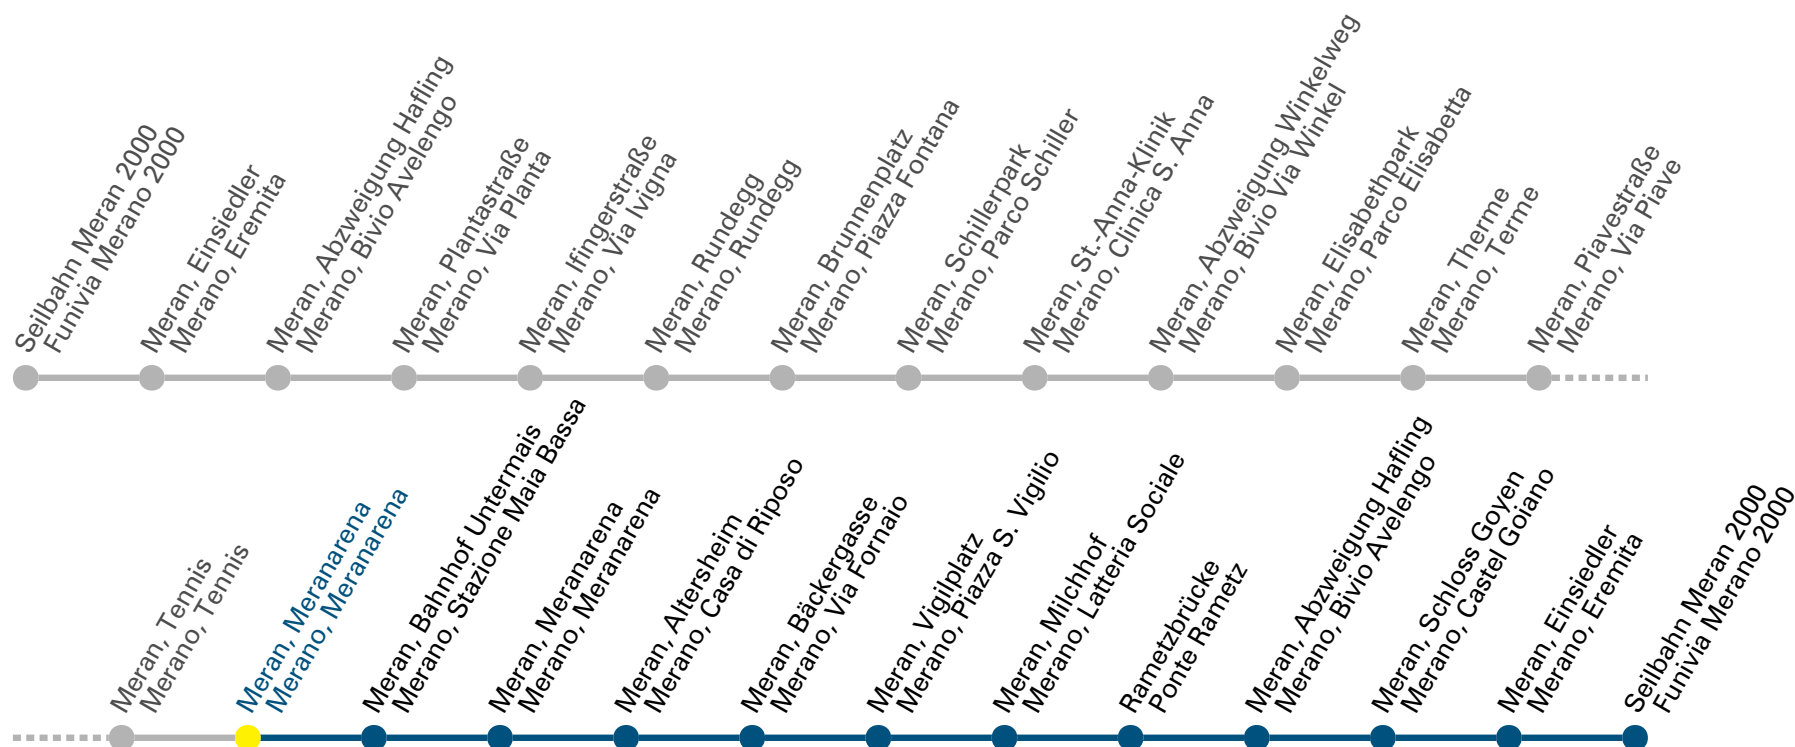 Seilbahn Meran 2000
Funivia Merano 2000
Meran, Einsiedler
Merano, Eremita
Meran, Abzweigung Hafling
Merano, Bivio Avelengo
Meran, Plantastraße
Merano, Via Planta
Meran, Ifingerstraße
Merano, Via Ivigna
Meran, Rundegg
Merano, Rundegg
Meran, Brunnenplatz
Merano, Piazza Fontana
Meran, Schillerpark
Merano, Parco Schiller
Meran, St.-Anna-Klinik
Merano, Clinica S. Anna
Meran, Abzweigung Winkelweg
Merano, Bivio Via Winkel
Meran, Elisabethpark
Merano, Parco Elisabetta
Meran, Therme
Merano, Terme
Meran, Piavestraße
Merano, Via Piave
Meran, Tennis
Merano, Tennis
Meran, Meranarena
Merano, Meranarena
Meran, Bahnhof Untermais
Merano, Stazione Maia Bassa
Meran, Meranarena
Merano, Meranarena
Meran, Altersheim
Merano, Casa di Riposo
Meran, Bäckergasse
Merano, Via Fornaio
Meran, Vigilplatz
Merano, Piazza S. Vigilio
Meran, Milchhof
Merano, Latteria Sociale
Rametzbrücke
Ponte Rametz
Meran, Abzweigung Hafling
Merano, Bivio Avelengo
Meran, Schloss Goyen
Merano, Castel Goiano
Meran, Einsiedler
Merano, Eremita
Seilbahn Meran 2000
Funivia Merano 2000